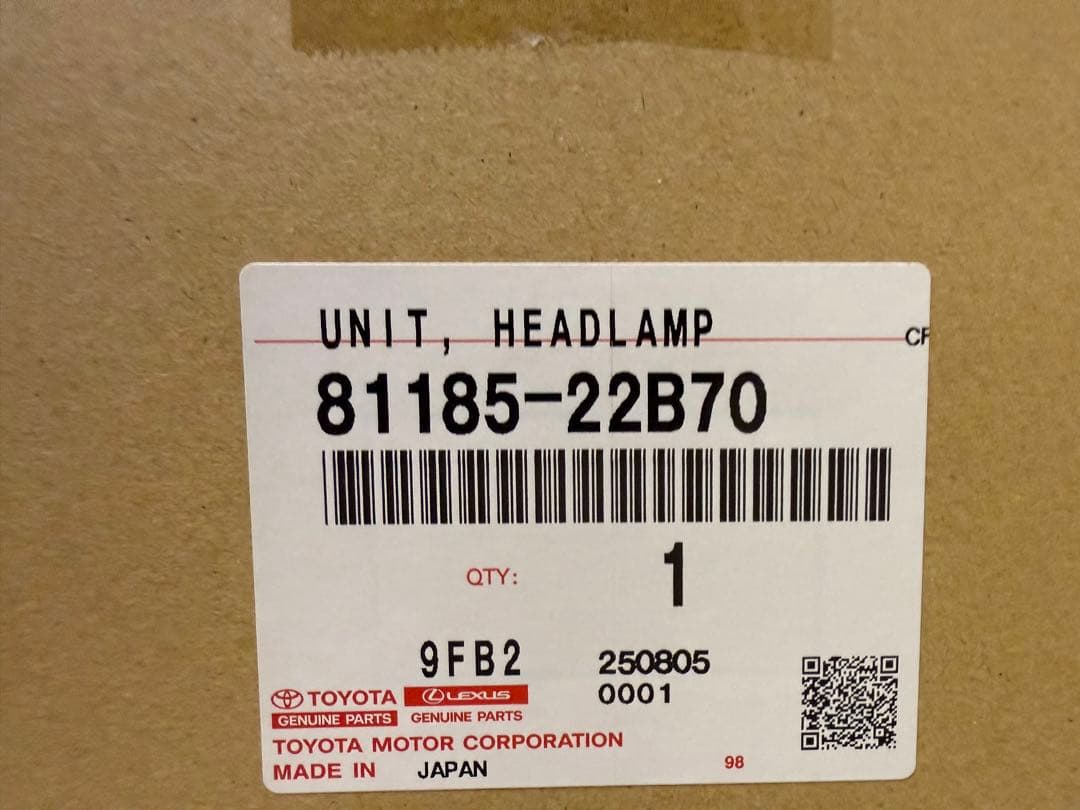 UNIT, HEADLAMP
CF
81185-22B70
QTY: 1
9FB2 250805
0001
TOYOTA LEXUS
GENUINE PARTS GENUINE PARTS
TOYOTA MOTOR CORPORATION
MADE IN JAPAN
98